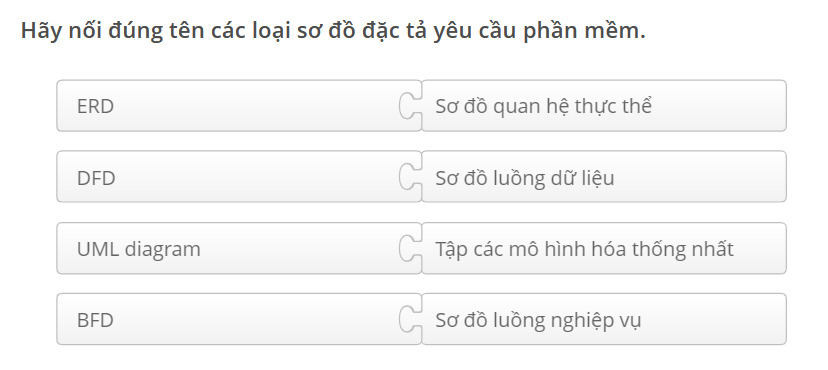 Hãy nối đúng tên các loại sơ đồ đặc tả yêu cầu phần mềm.
ERD
Sơ đồ quan hệ thực thể
DFD
Sơ đồ luồng dữ liệu
UML diagram
Tập các mô hình hóa thống nhất
BFD
Sơ đồ luồng nghiệp vụ